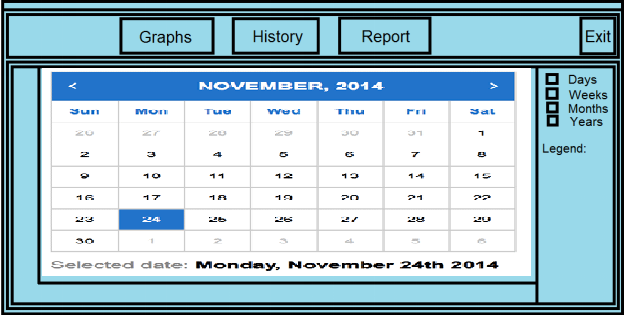 Graphs History Report Exit
< NOVEMBER, 2014 >
Sun Mon Tue Wed Thu Fri Sat
26 27 28 29 30 31 1
2 3 4 5 6 7 8
9 10 11 12 13 14 15
16 17 18 19 20 21 22
23 24 25 26 27 28 29
30 1 2 3 4 5 6
Selected date: Monday, November 24th 2014
Days
Weeks
Months
Years
Legend: